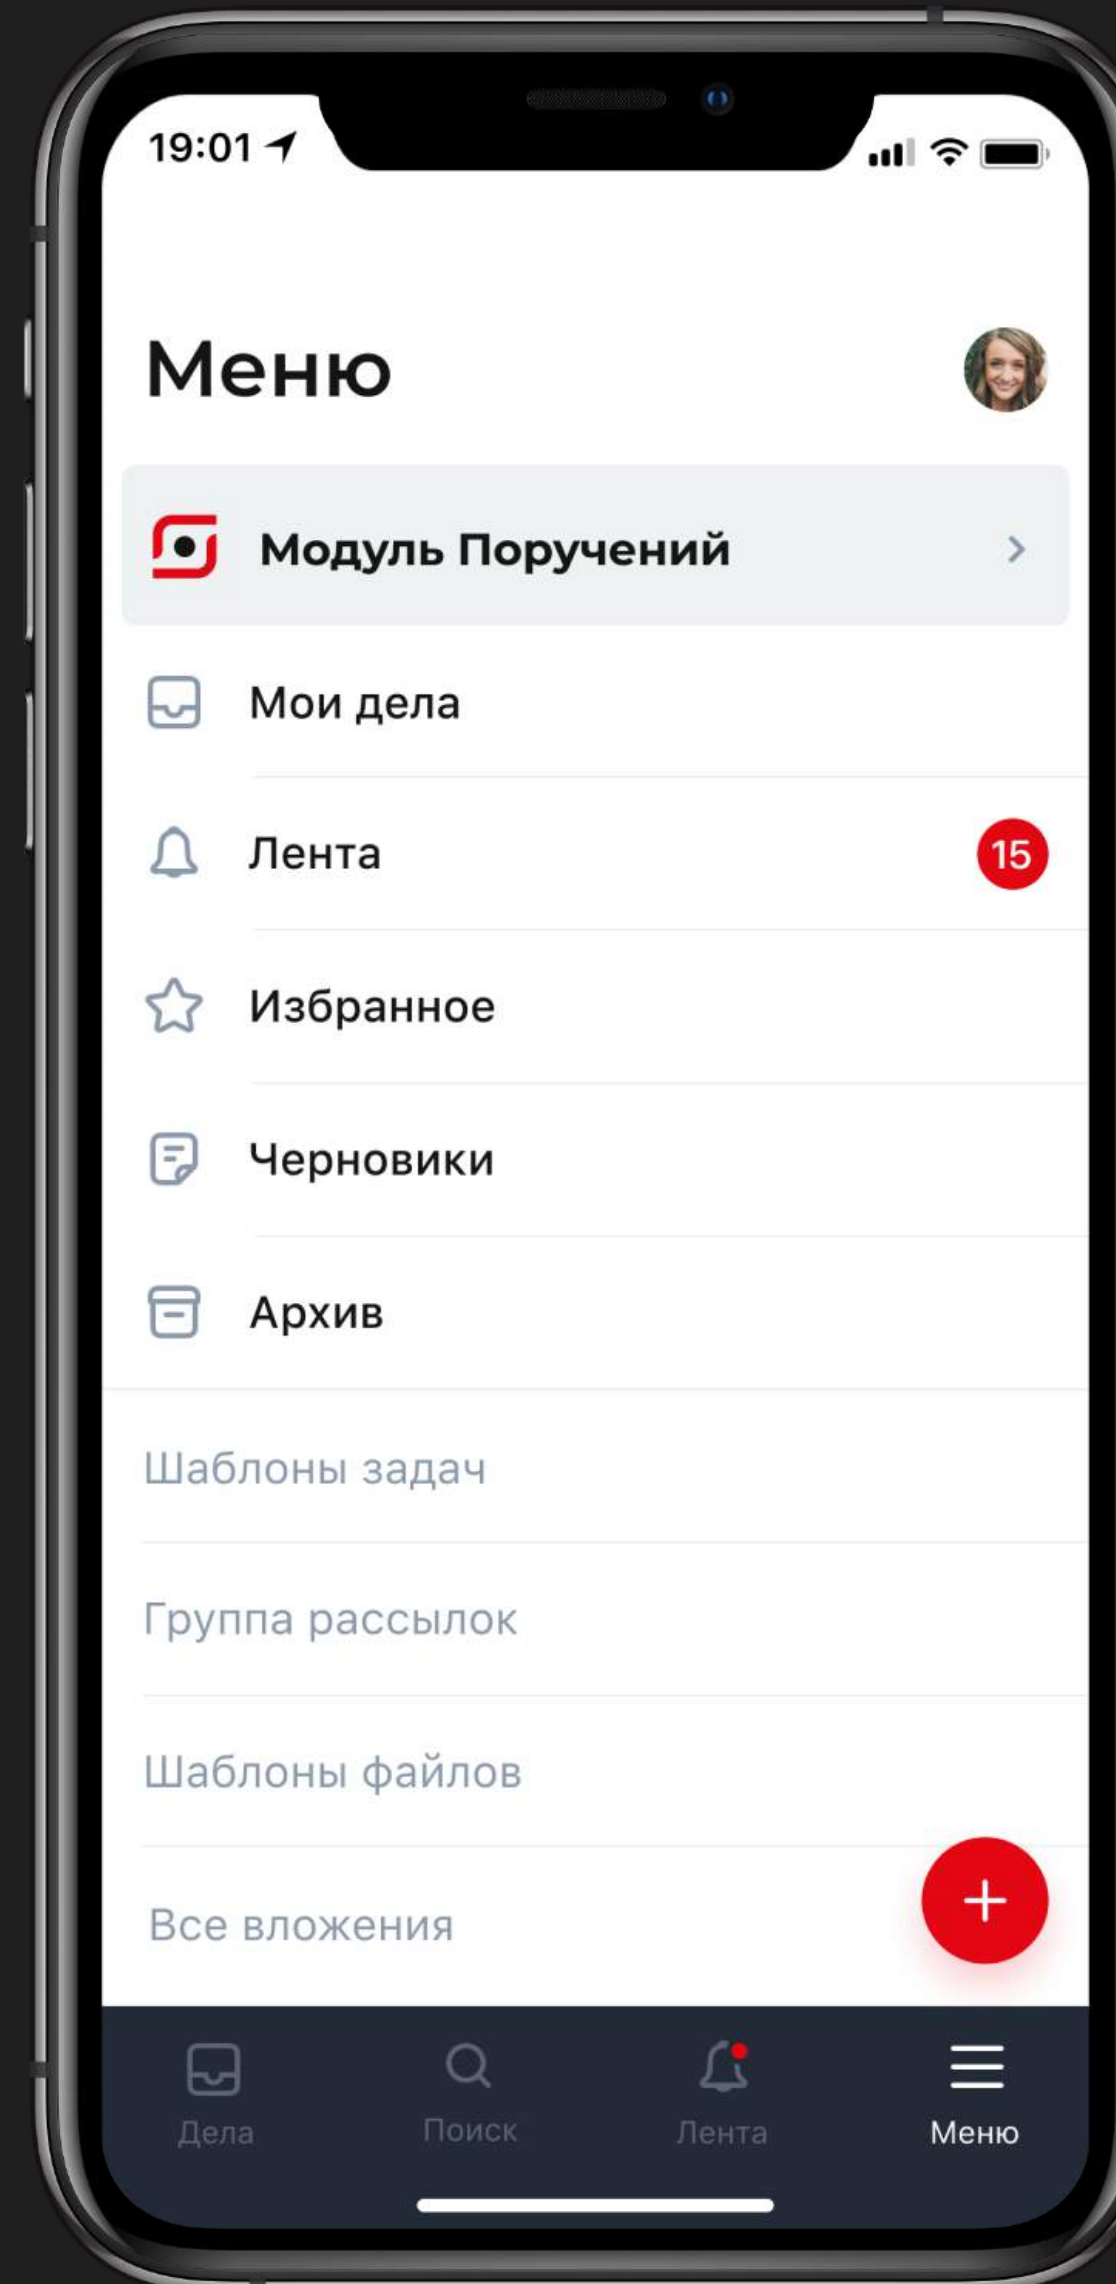 19:01
Меню
Модуль Поручений
Мои дела
Лента
15
Избранное
Черновики
Архив
Шаблоны задач
Группа рассылок
Шаблоны файлов
Все вложения
Дела
Поиск
Лента
Меню